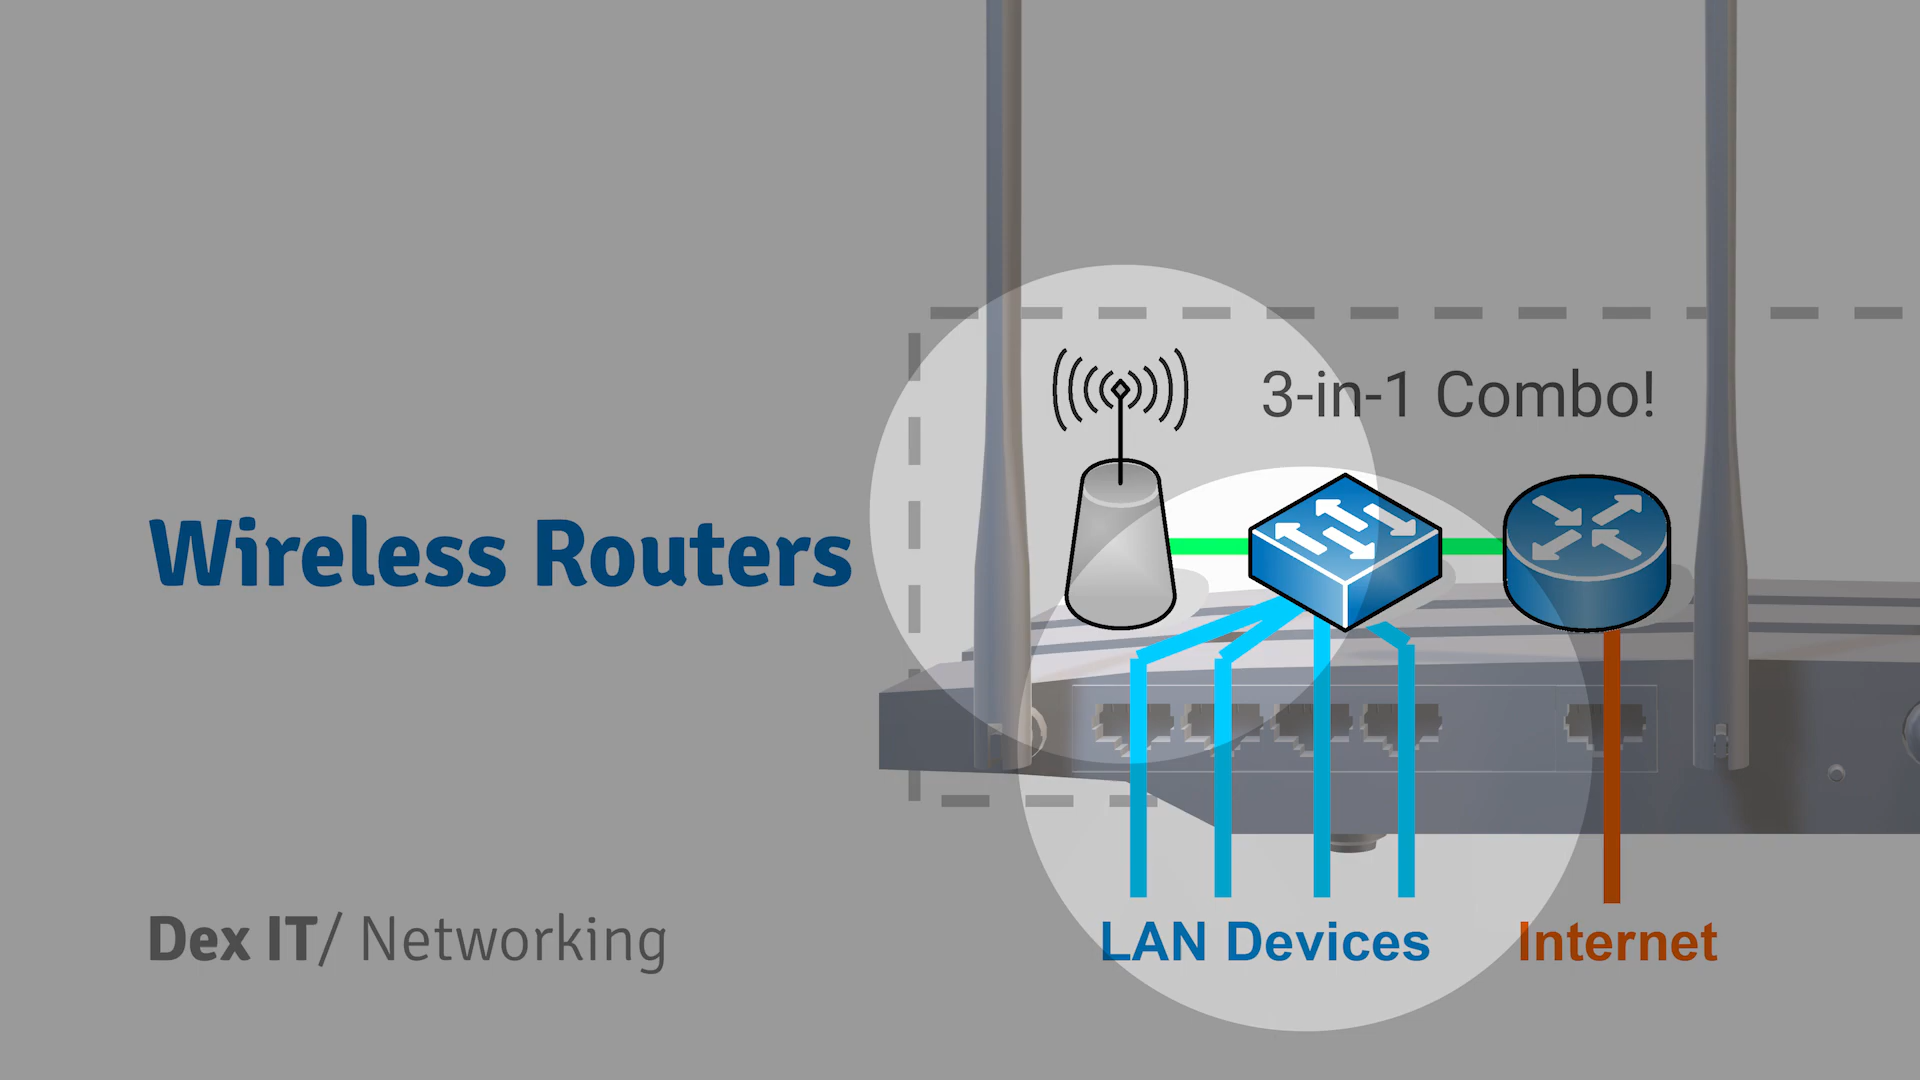 3-in-1 Combo!
Wireless Routers
LAN Devices
Internet
Dex IT/ Networking